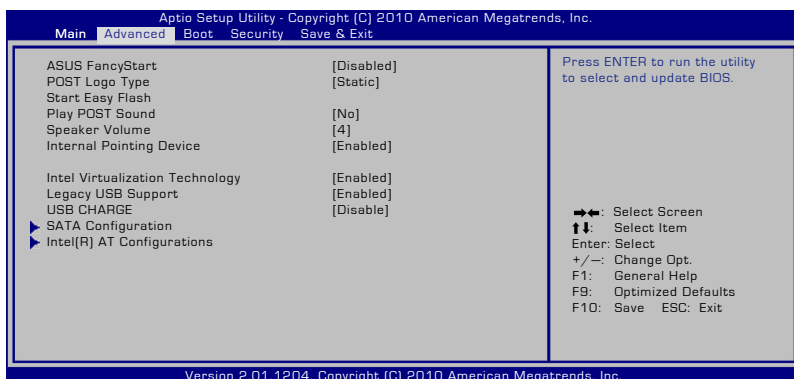 Aptio Setup Utility - Copyright (C) 2010 American Megatrends, Inc.
Main Advanced Boot Security Save & Exit
ASUS FancyStart [Disabled]
POST Logo Type [Static]
Start Easy Flash
Play POST Sound [No]
Speaker Volume [4]
Internal Pointing Device [Enabled]
Intel Virtualization Technology [Enabled]
Legacy USB Support [Enabled]
USB CHARGE [Disable]
SATA Configuration
Intel(R) AT Configurations
Press ENTER to run the utility
to select and update BIOS.
→←: Select Screen
↑↓: Select Item
Enter: Select
+/—: Change Opt.
F1: General Help
F9: Optimized Defaults
F10: Save ESC: Exit
Version 2.01.1204. Copyright (C) 2010 American Megatrends, Inc.